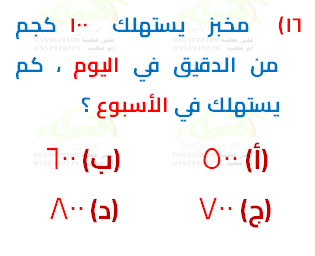 ١٦) مخبز يستهلك ١٠٠ كجم
من الدقيق في اليوم ، كم
يستهلك في الأسبوع ؟
(أ) ٥٠٠ (ب) ٦٠٠
(ج) ٧٠٠ (د) ٨٠٠